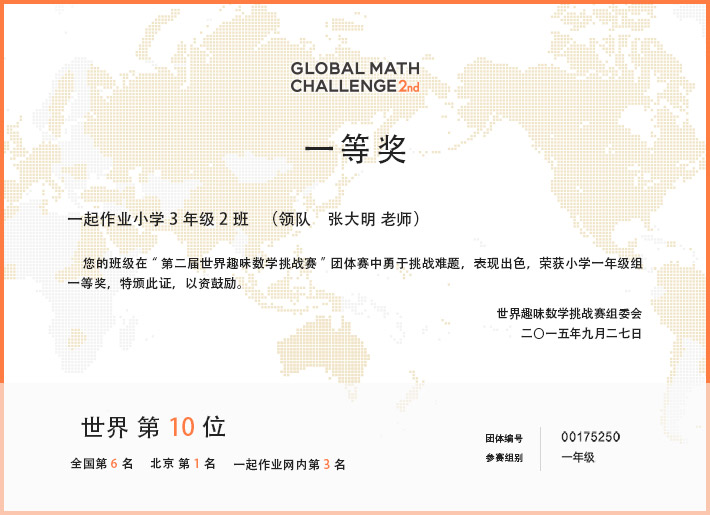 GLOBAL MATH
CHALLENGE 2nd
一等奖
一起作业小学 3 年级 2 班 （领队 张大明 老师）
您的班级在“第二届世界趣味数学挑战赛”团体赛中勇于挑战难题，表现出色，荣获小学一年级组
一等奖，特颁此证，以资鼓励。
世界趣味数学挑战赛组委会
二〇一五年九月二七日
世界 第 10 位
全国第 6 名 北京 第 1 名 一起作业网内第 3 名
团体编号 00175250
参赛组别 一年级